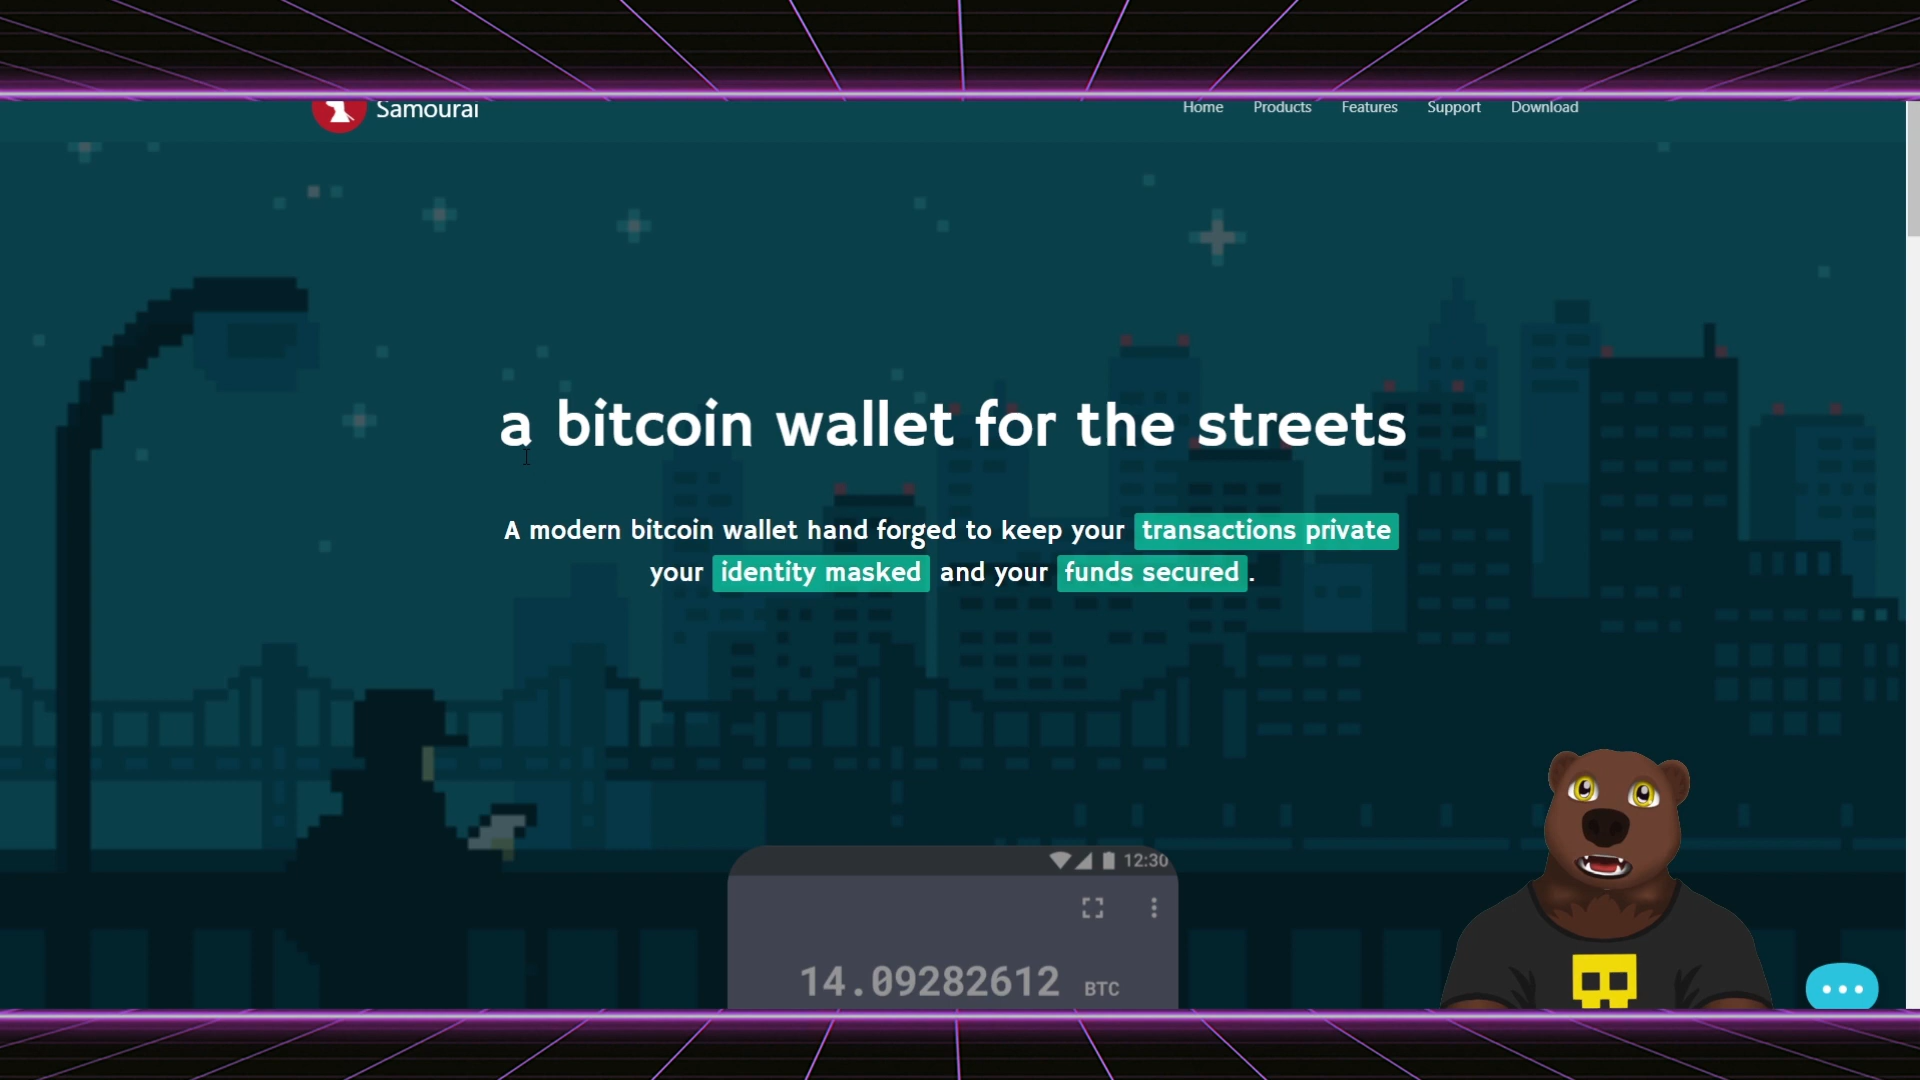 Samourai
Home Products Features Support Download
a bitcoin wallet for the streets
A modern bitcoin wallet hand forged to keep your transactions private
your identity masked and your funds secured .
12:30
14.09282612 BTC